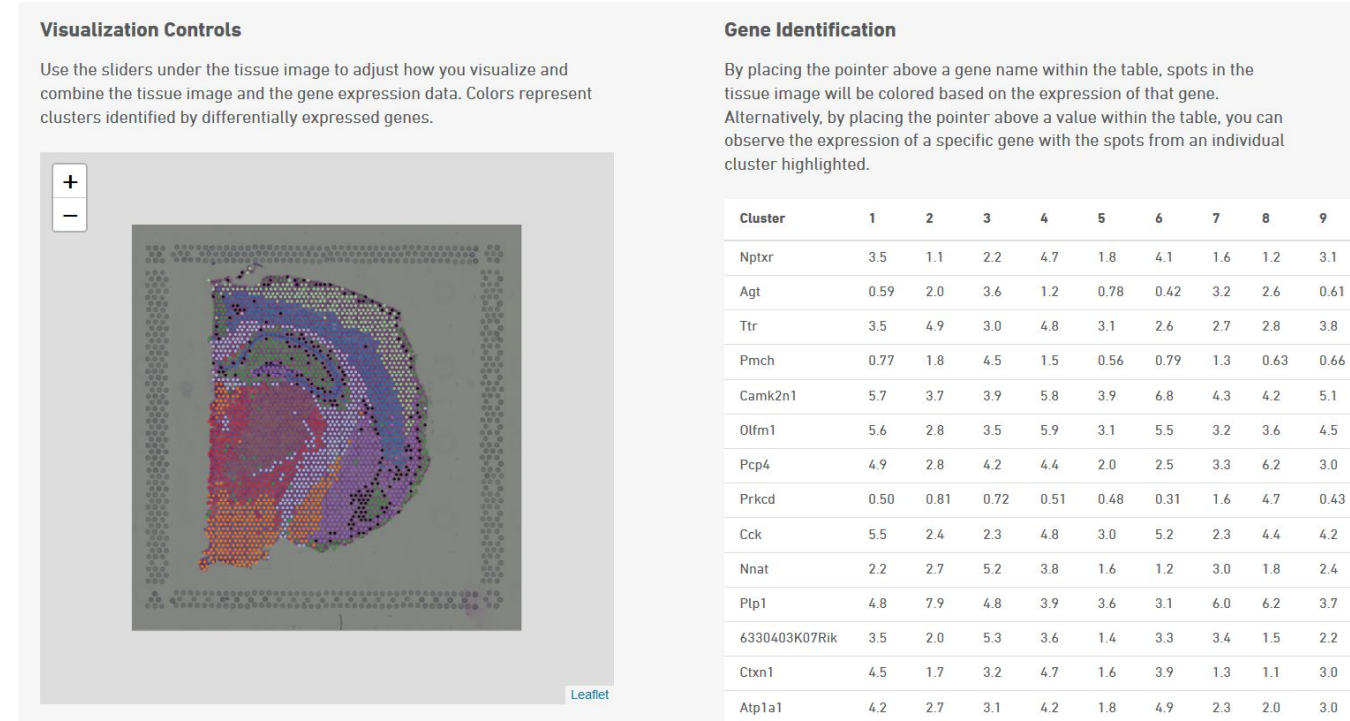 Visualization Controls
Use the sliders under the tissue image to adjust how you visualize and
combine the tissue image and the gene expression data. Colors represent
clusters identified by differentially expressed genes.
+
−
Leaflet
Gene Identification
By placing the pointer above a gene name within the table, spots in the
tissue image will be colored based on the expression of that gene.
Alternatively, by placing the pointer above a value within the table, you can
observe the expression of a specific gene with the spots from an individual
cluster highlighted.
Cluster 1 2 3 4 5 6 7 8 9
Nptxr 3.5 1.1 2.2 4.7 1.8 4.1 1.6 1.2 3.1
Agt 0.59 2.0 3.6 1.2 0.78 0.42 3.2 2.6 0.61
Ttr 3.5 4.9 3.0 4.8 3.1 2.6 2.7 2.8 3.8
Pmch 0.77 1.8 4.5 1.5 0.56 0.79 1.3 0.63 0.66
Camk2n1 5.7 3.7 3.9 5.8 3.9 6.8 4.3 4.2 5.1
Olfm1 5.6 2.8 3.5 5.9 3.1 5.5 3.2 3.6 4.5
Pcp4 4.9 2.8 4.2 4.4 2.0 2.5 3.3 6.2 3.0
Prkcd 0.50 0.81 0.72 0.51 0.48 0.31 1.6 4.7 0.43
Cck 5.5 2.4 2.3 4.8 3.0 5.2 2.3 4.4 4.2
Nnat 2.2 2.7 5.2 3.8 1.6 1.2 3.0 1.8 2.4
Plp1 4.8 7.9 4.8 3.9 3.6 3.1 6.0 6.2 3.7
6330403K07Rik 3.5 2.0 5.3 3.6 1.4 3.3 3.4 1.5 2.2
Ctxn1 4.5 1.7 3.2 4.7 1.6 3.9 1.3 1.1 3.0
Atp1a1 4.2 2.7 3.1 4.2 1.8 4.9 2.3 2.0 3.0